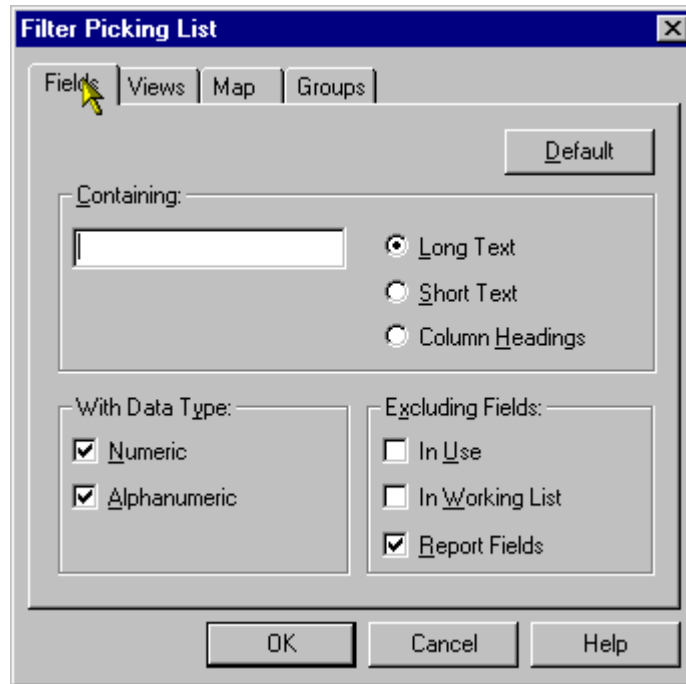 Filter Picking List
Fields Views Map Groups
Default
Containing:
Long Text
Short Text
Column Headings
With Data Type:
Numeric
Alphanumeric
Excluding Fields:
In Use
In Working List
Report Fields
OK Cancel Help